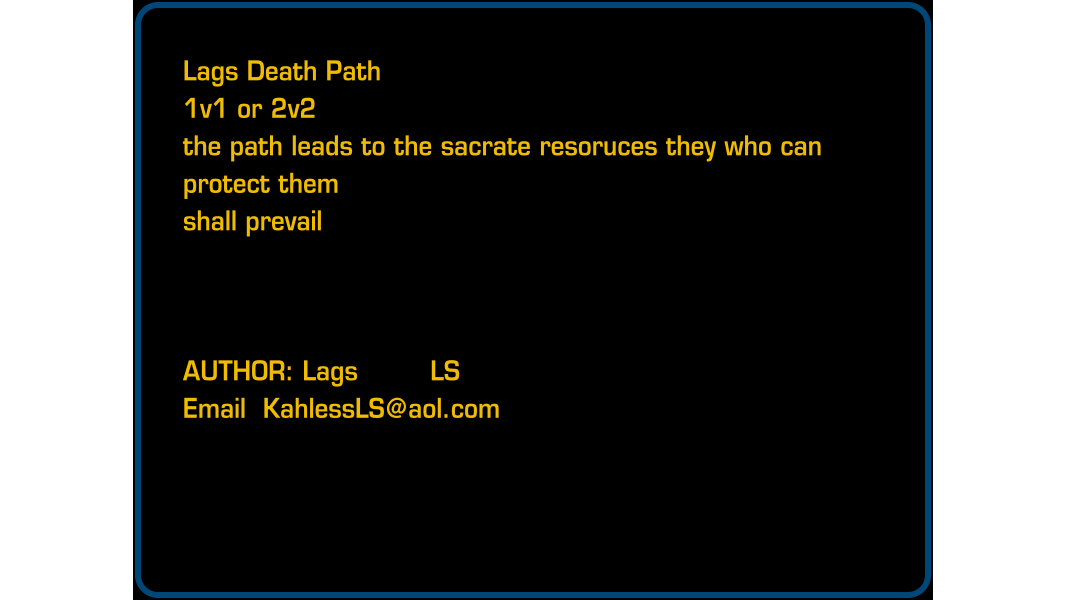 Lags Death Path
1v1 or 2v2
the path leads to the sacrate resoruces they who can
protect them
shall prevail
AUTHOR: Lags LS
Email KahlessLS@aol.com